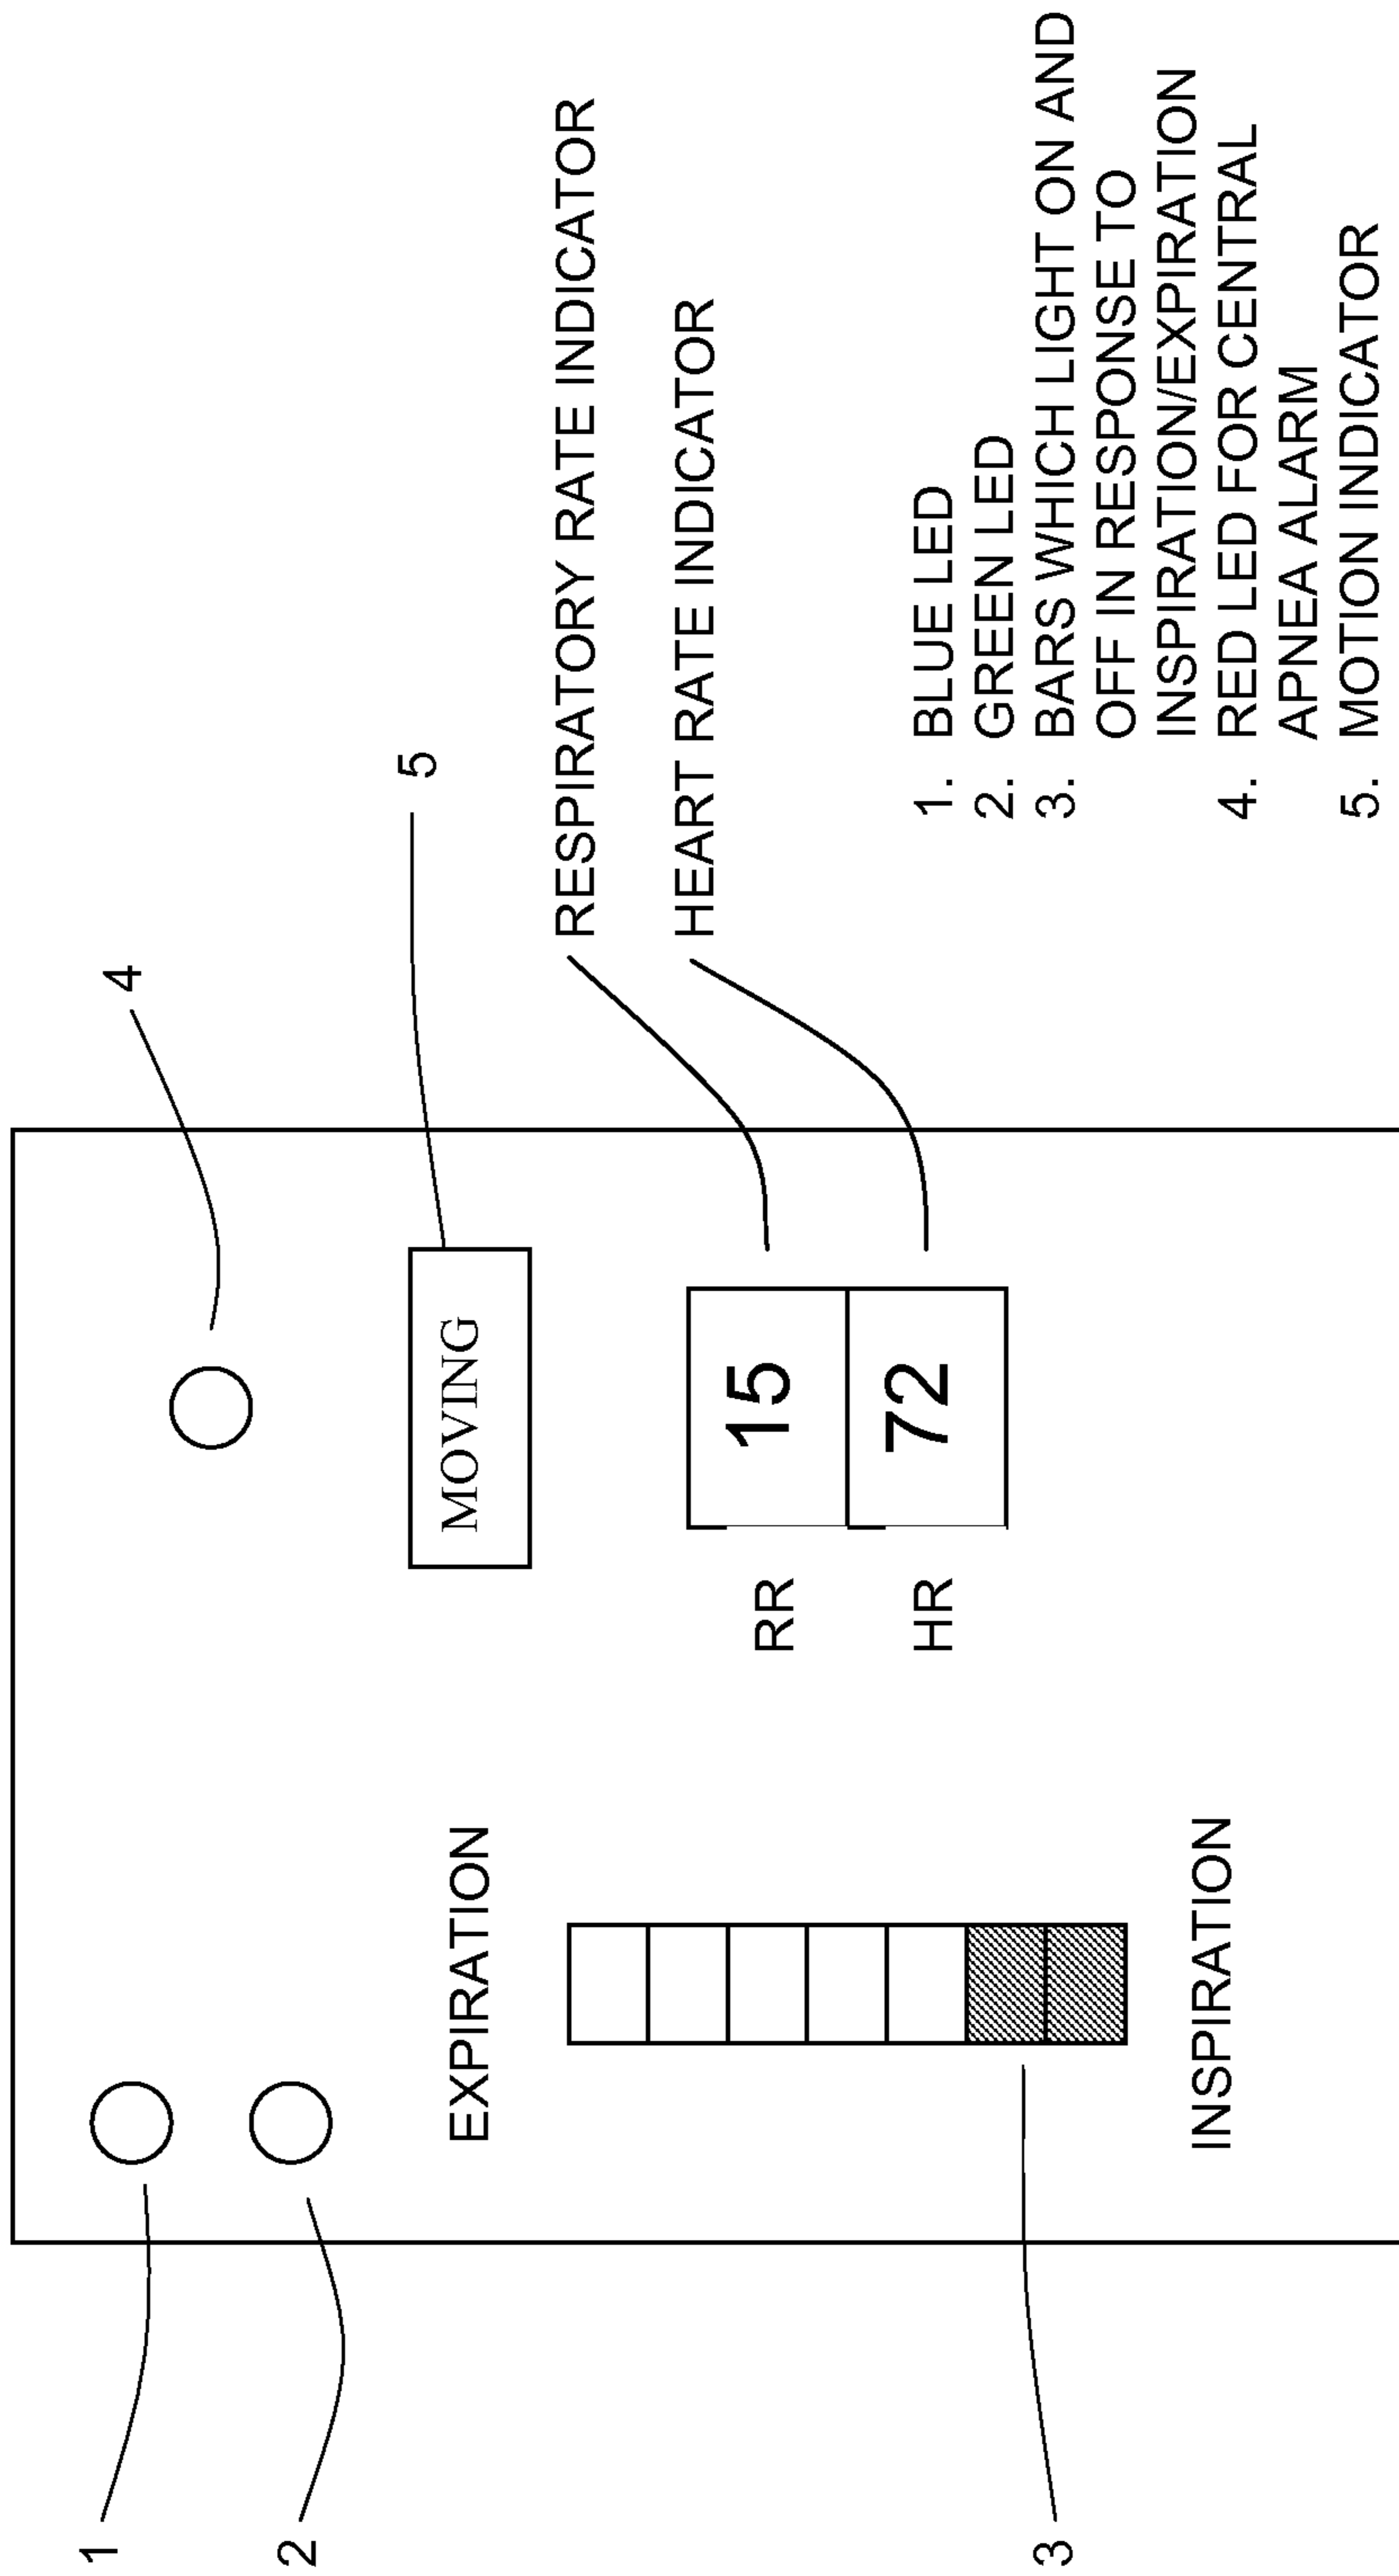 1
2
3
4
5
EXPIRATION
INSPIRATION
MOVING
RR 15
HR 72
RESPIRATORY RATE INDICATOR
HEART RATE INDICATOR
1. BLUE LED
2. GREEN LED
3. BARS WHICH LIGHT ON AND
OFF IN RESPONSE TO
INSPIRATION/EXPIRATION
4. RED LED FOR CENTRAL
APNEA ALARM
5. MOTION INDICATOR